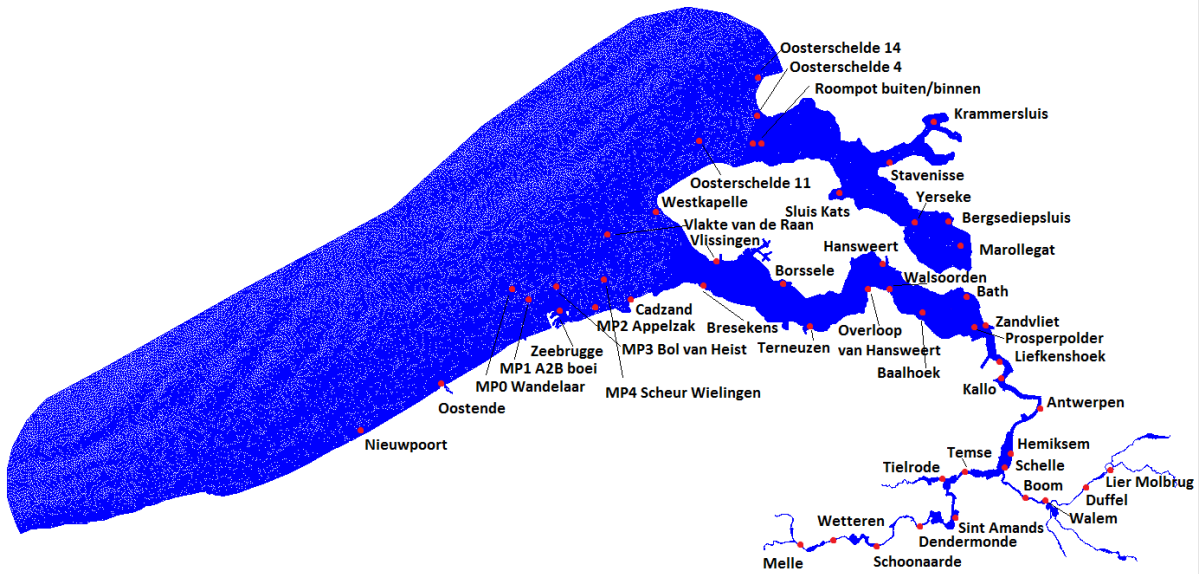 Oosterschelde 14
Oosterschelde 4
Roompot buiten/binnen
Krammersluis
Stavenisse
Oosterschelde 11
Yerseke
Westkapelle
Sluis Kats
Bergsediepsluis
Vlakte van de Raan
Vlissingen
Hansweert
Marollegat
Borssele
Walsoorden
Bath
Cadzand
MP2 Appelzak
Bresekens
Overloop
van Hansweert
Zandvliet
Prosperpolder
Zeebrugge
MP3 Bol van Heist
Terneuzen
Liefkenshoek
MP1 A2B boei
Baalhoek
MP0 Wandelaar
MP4 Scheur Wielingen
Kallo
Oostende
Antwerpen
Nieuwpoort
Hemiksem
Temse
Schelle
Tielrode
Boom
Lier Molbrug
Duffel
Walem
Wetteren
Sint Amands
Dendermonde
Melle
Schoonaarde